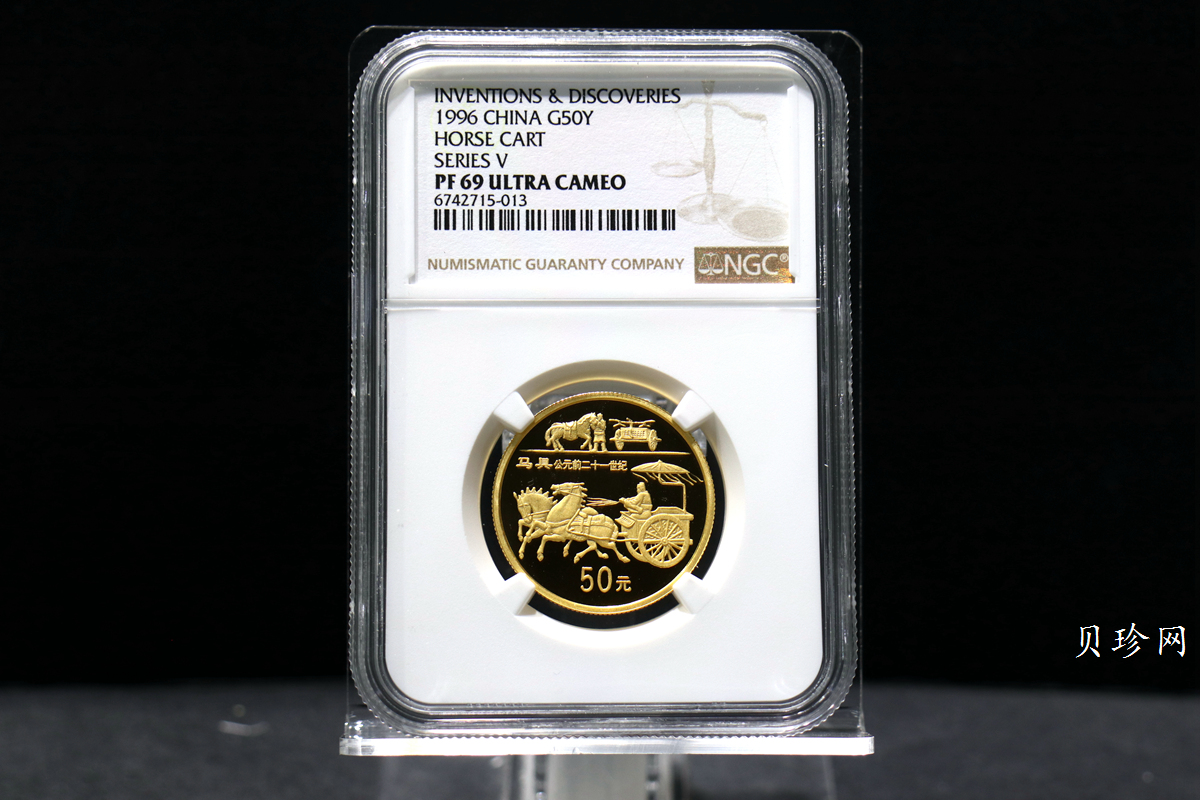 INVENTIONS & DISCOVERIES
1996 CHINA G50Y
HORSE CART
SERIES V
PF 69 ULTRA CAMEO
6742715-013
NUMISMATIC GUARANTY COMPANY
NGC®
马具 公元前二十一世纪
50元
贝珍网